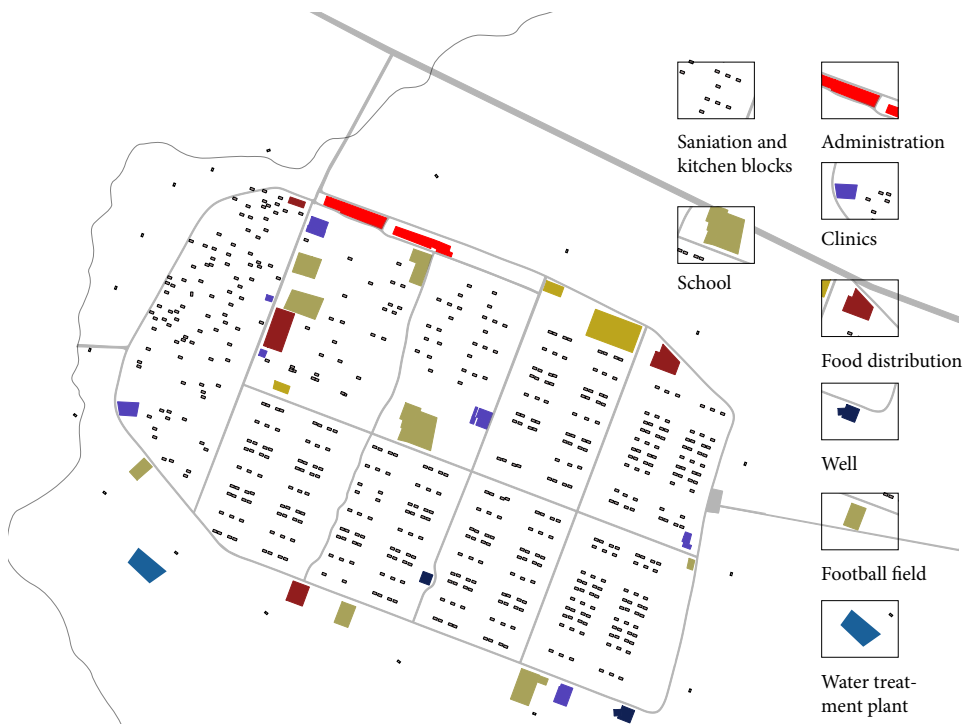 Saniation and
kitchen blocks
Administration
School
Clinics
Food distribution
Well
Football field
Water treat-
ment plant